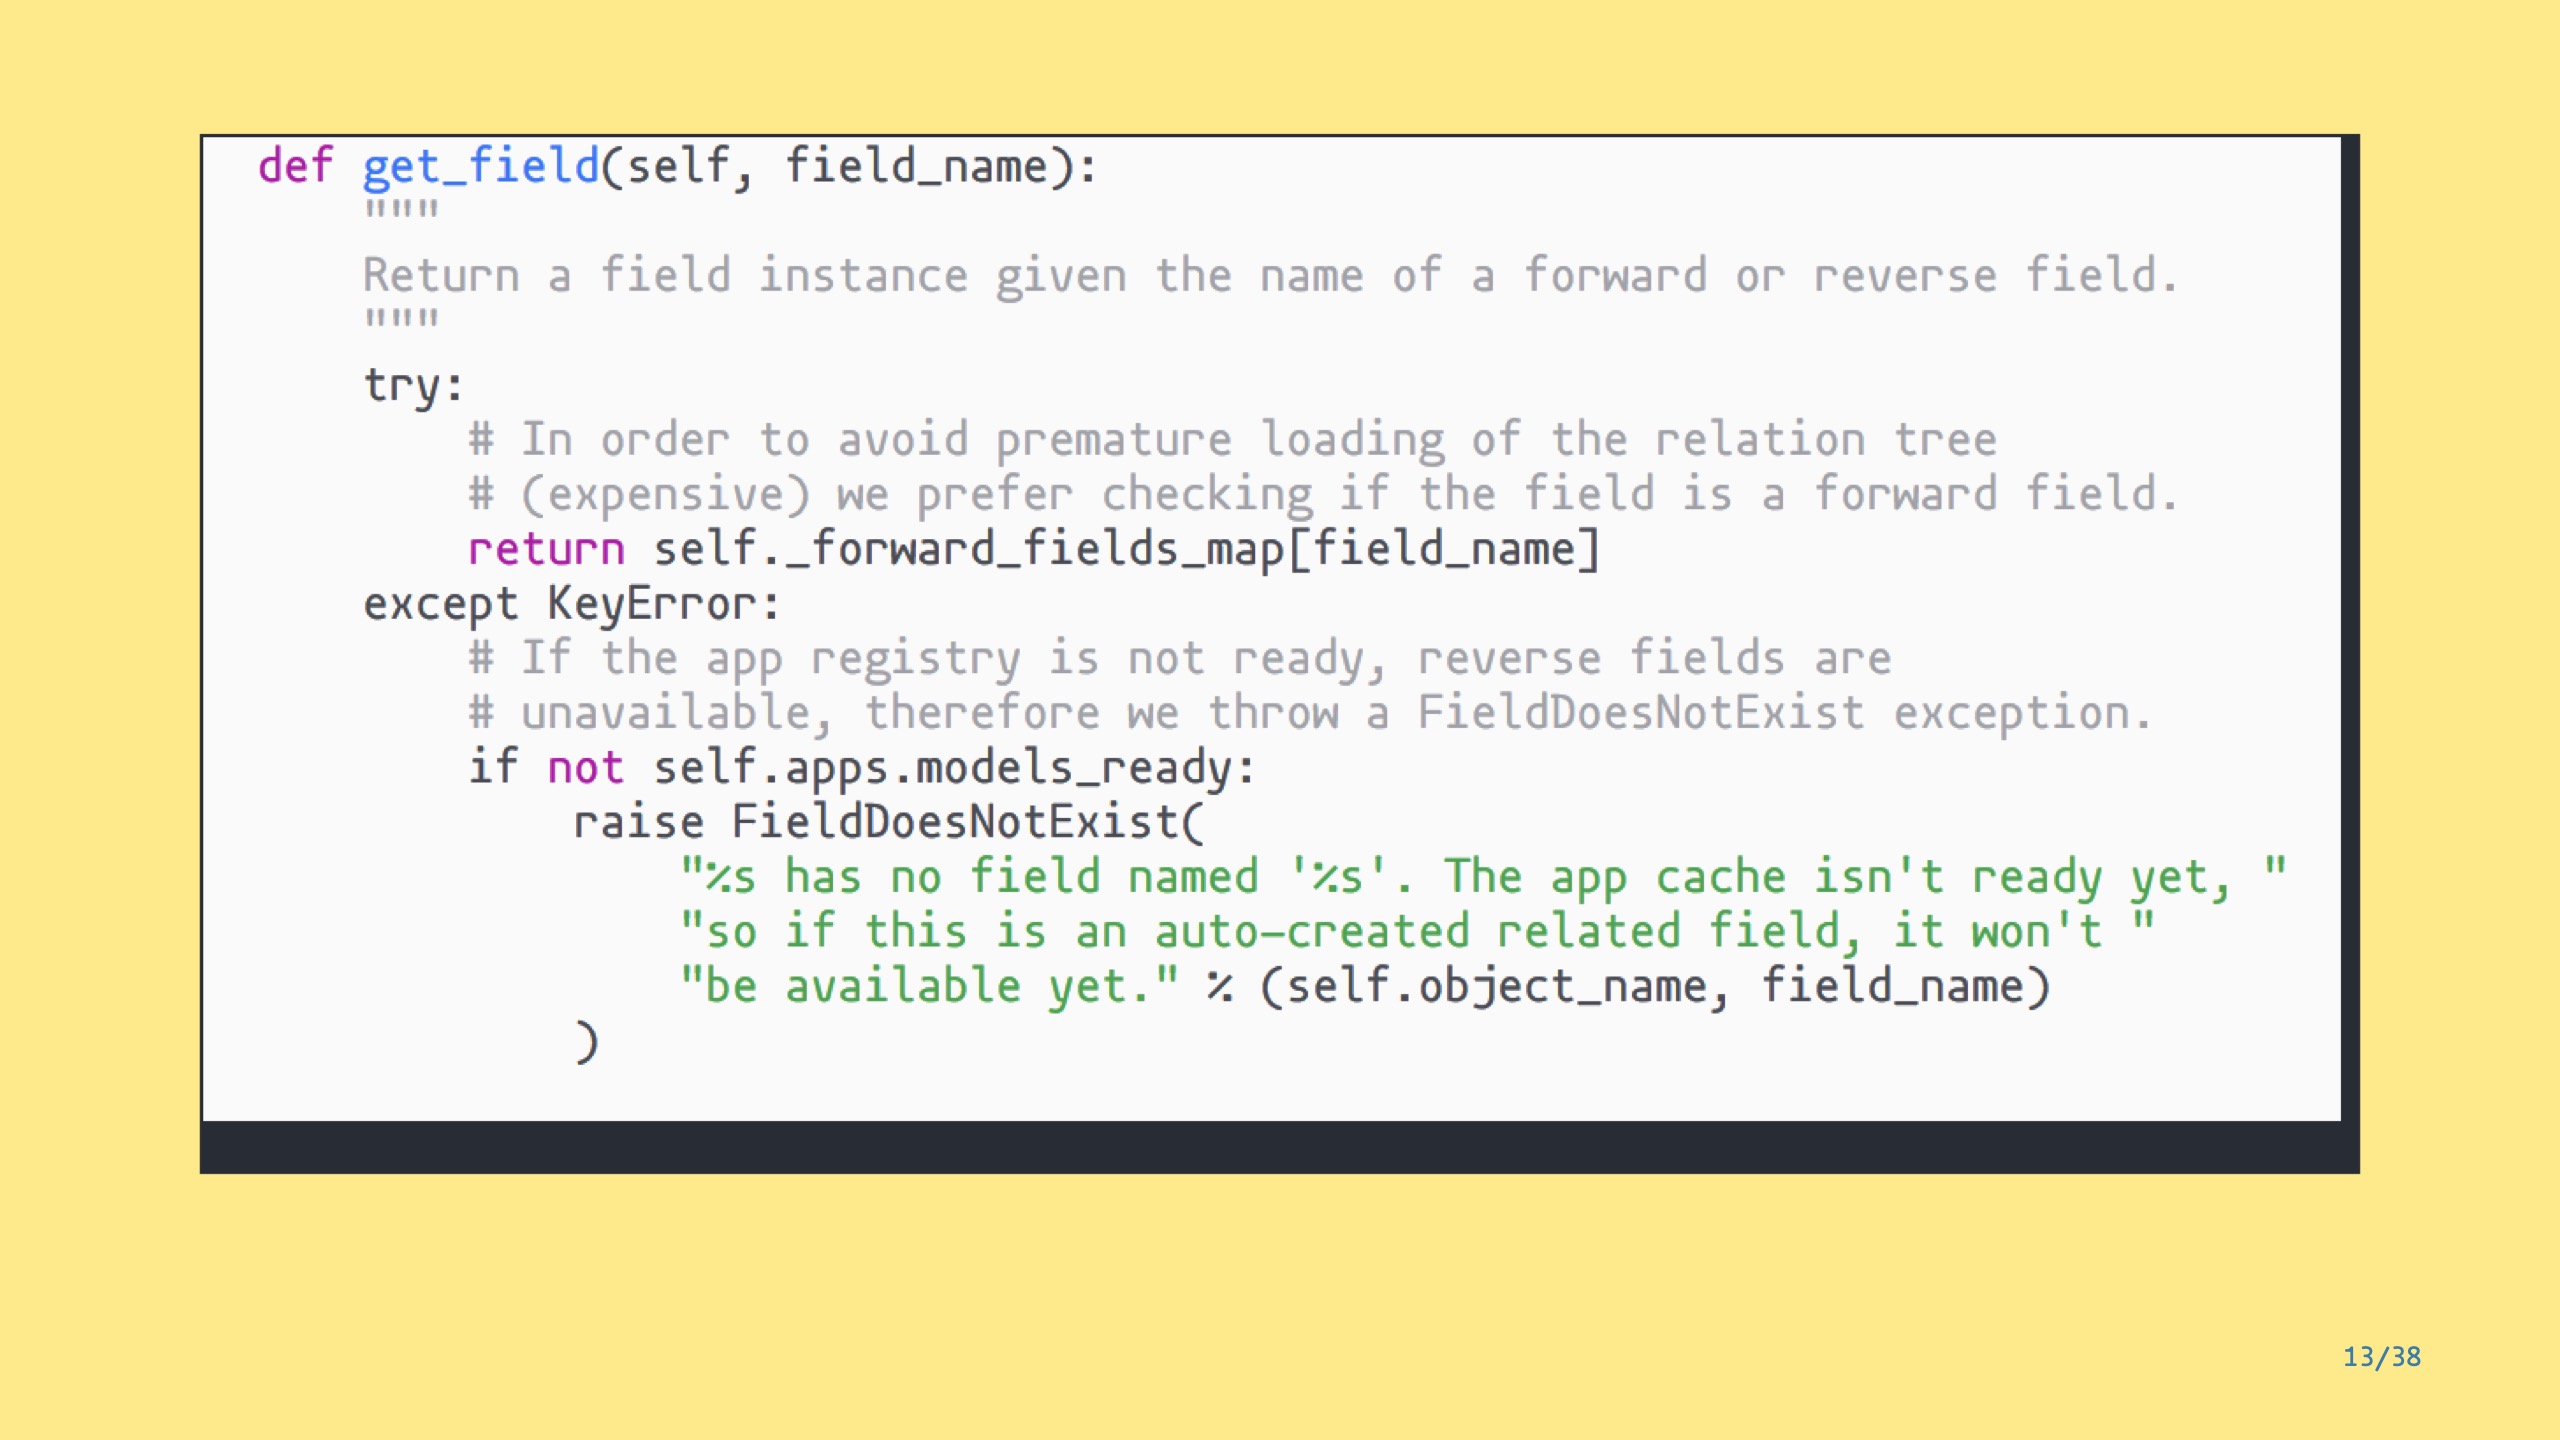 def get_field(self, field_name):
    """
    Return a field instance given the name of a forward or reverse field.
    """
    try:
        # In order to avoid premature loading of the relation tree
        # (expensive) we prefer checking if the field is a forward field.
        return self._forward_fields_map[field_name]
    except KeyError:
        # If the app registry is not ready, reverse fields are
        # unavailable, therefore we throw a FieldDoesNotExist exception.
        if not self.apps.models_ready:
            raise FieldDoesNotExist(
                "%s has no field named '%s'. The app cache isn't ready yet, "
                "so if this is an auto-created related field, it won't "
                "be available yet." % (self.object_name, field_name)
            )
13/38